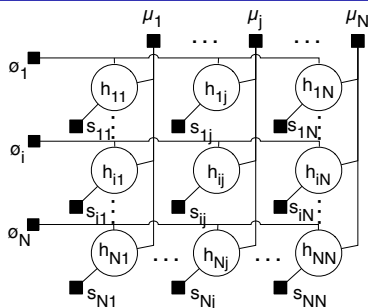 μ1 ... μj ... μN
ø1
h11 h1j h1N
s11 s1j s1N
øi
hi1 hij hiN
si1 sij siN
øN
hN1 ... hNj ... hNN
sN1 sNj sNN